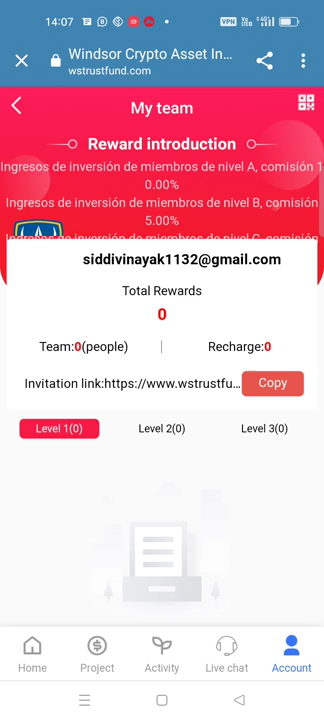 14:07
VPN
Windsor Crypto Asset In...
wstrustfund.com
My team
Reward introduction
Ingresos de inversión de miembros de nivel A, comisión 1
0.00%
Ingresos de inversión de miembros de nivel B, comisión
5.00%
Ingresos de inversión de miembros de nivel C, comisión
siddivinayak1132@gmail.com
Total Rewards
0
Team:0(people)
Recharge:0
Invitation link:https://www.wstrustfu...
Copy
Level 1(0)
Level 2(0)
Level 3(0)
Home
Project
Activity
Live chat
Account